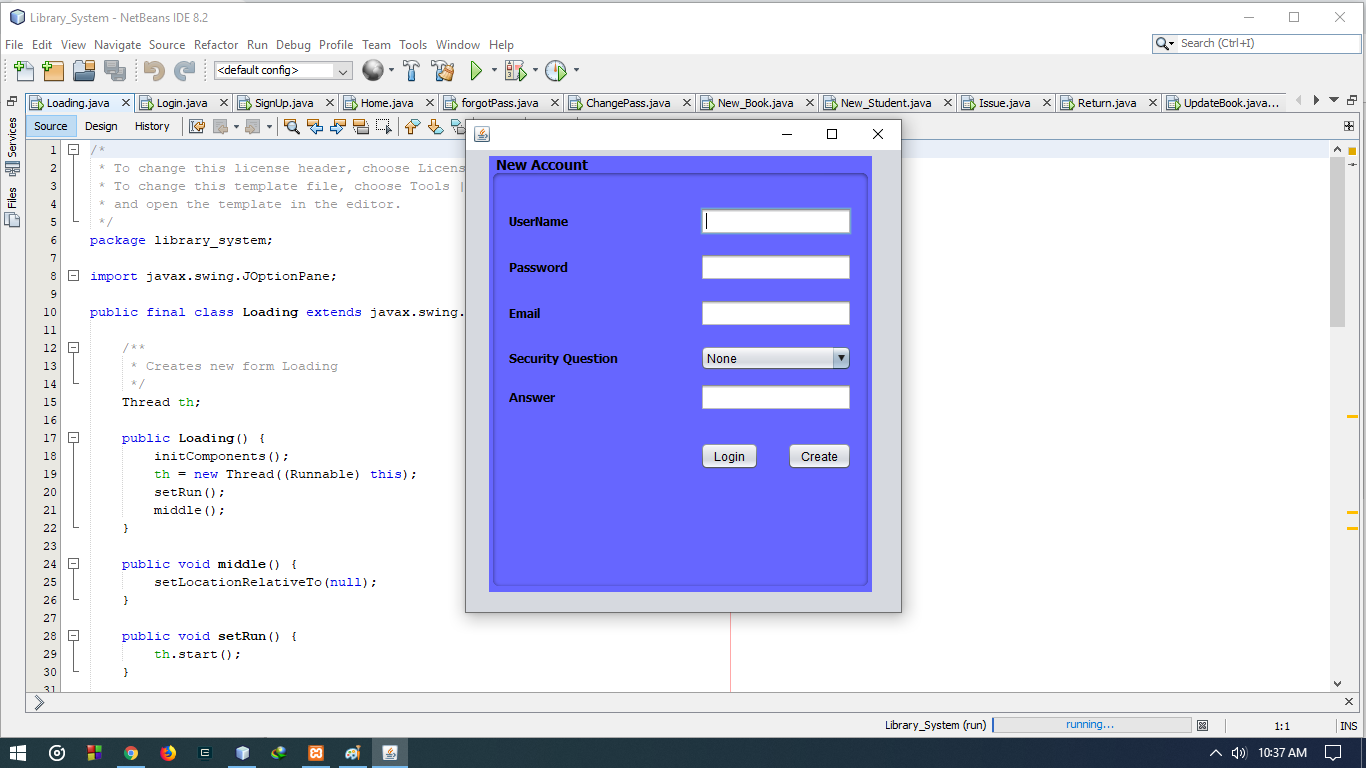 Library_System - NetBeans IDE 8.2
File Edit View Navigate Source Refactor Run Debug Profile Team Tools Window Help
Search (Ctrl+I)
<default config>
Loading.java Login.java SignUp.java Home.java forgotPass.java ChangePass.java New_Book.java New_Student.java Issue.java Return.java UpdateBook.java...
Source Design History
Services
Files
1 /*
2 * To change this license header, choose Licens
3 * To change this template file, choose Tools |
4 * and open the template in the editor.
5 */
6 package library_system;
7
8 import javax.swing.JOptionPane;
9
10 public final class Loading extends javax.swing.
11
12 /**
13 * Creates new form Loading
14 */
15 Thread th;
16
17 public Loading() {
18 initComponents();
19 th = new Thread((Runnable) this);
20 setRun();
21 middle();
22 }
23
24 public void middle() {
25 setLocationRelativeTo(null);
26 }
27
28 public void setRun() {
29 th.start();
30 }
31
New Account
UserName
Password
Email
Security Question None
Answer
Login Create
Library_System (run) running... 1:1 INS
10:37 AM